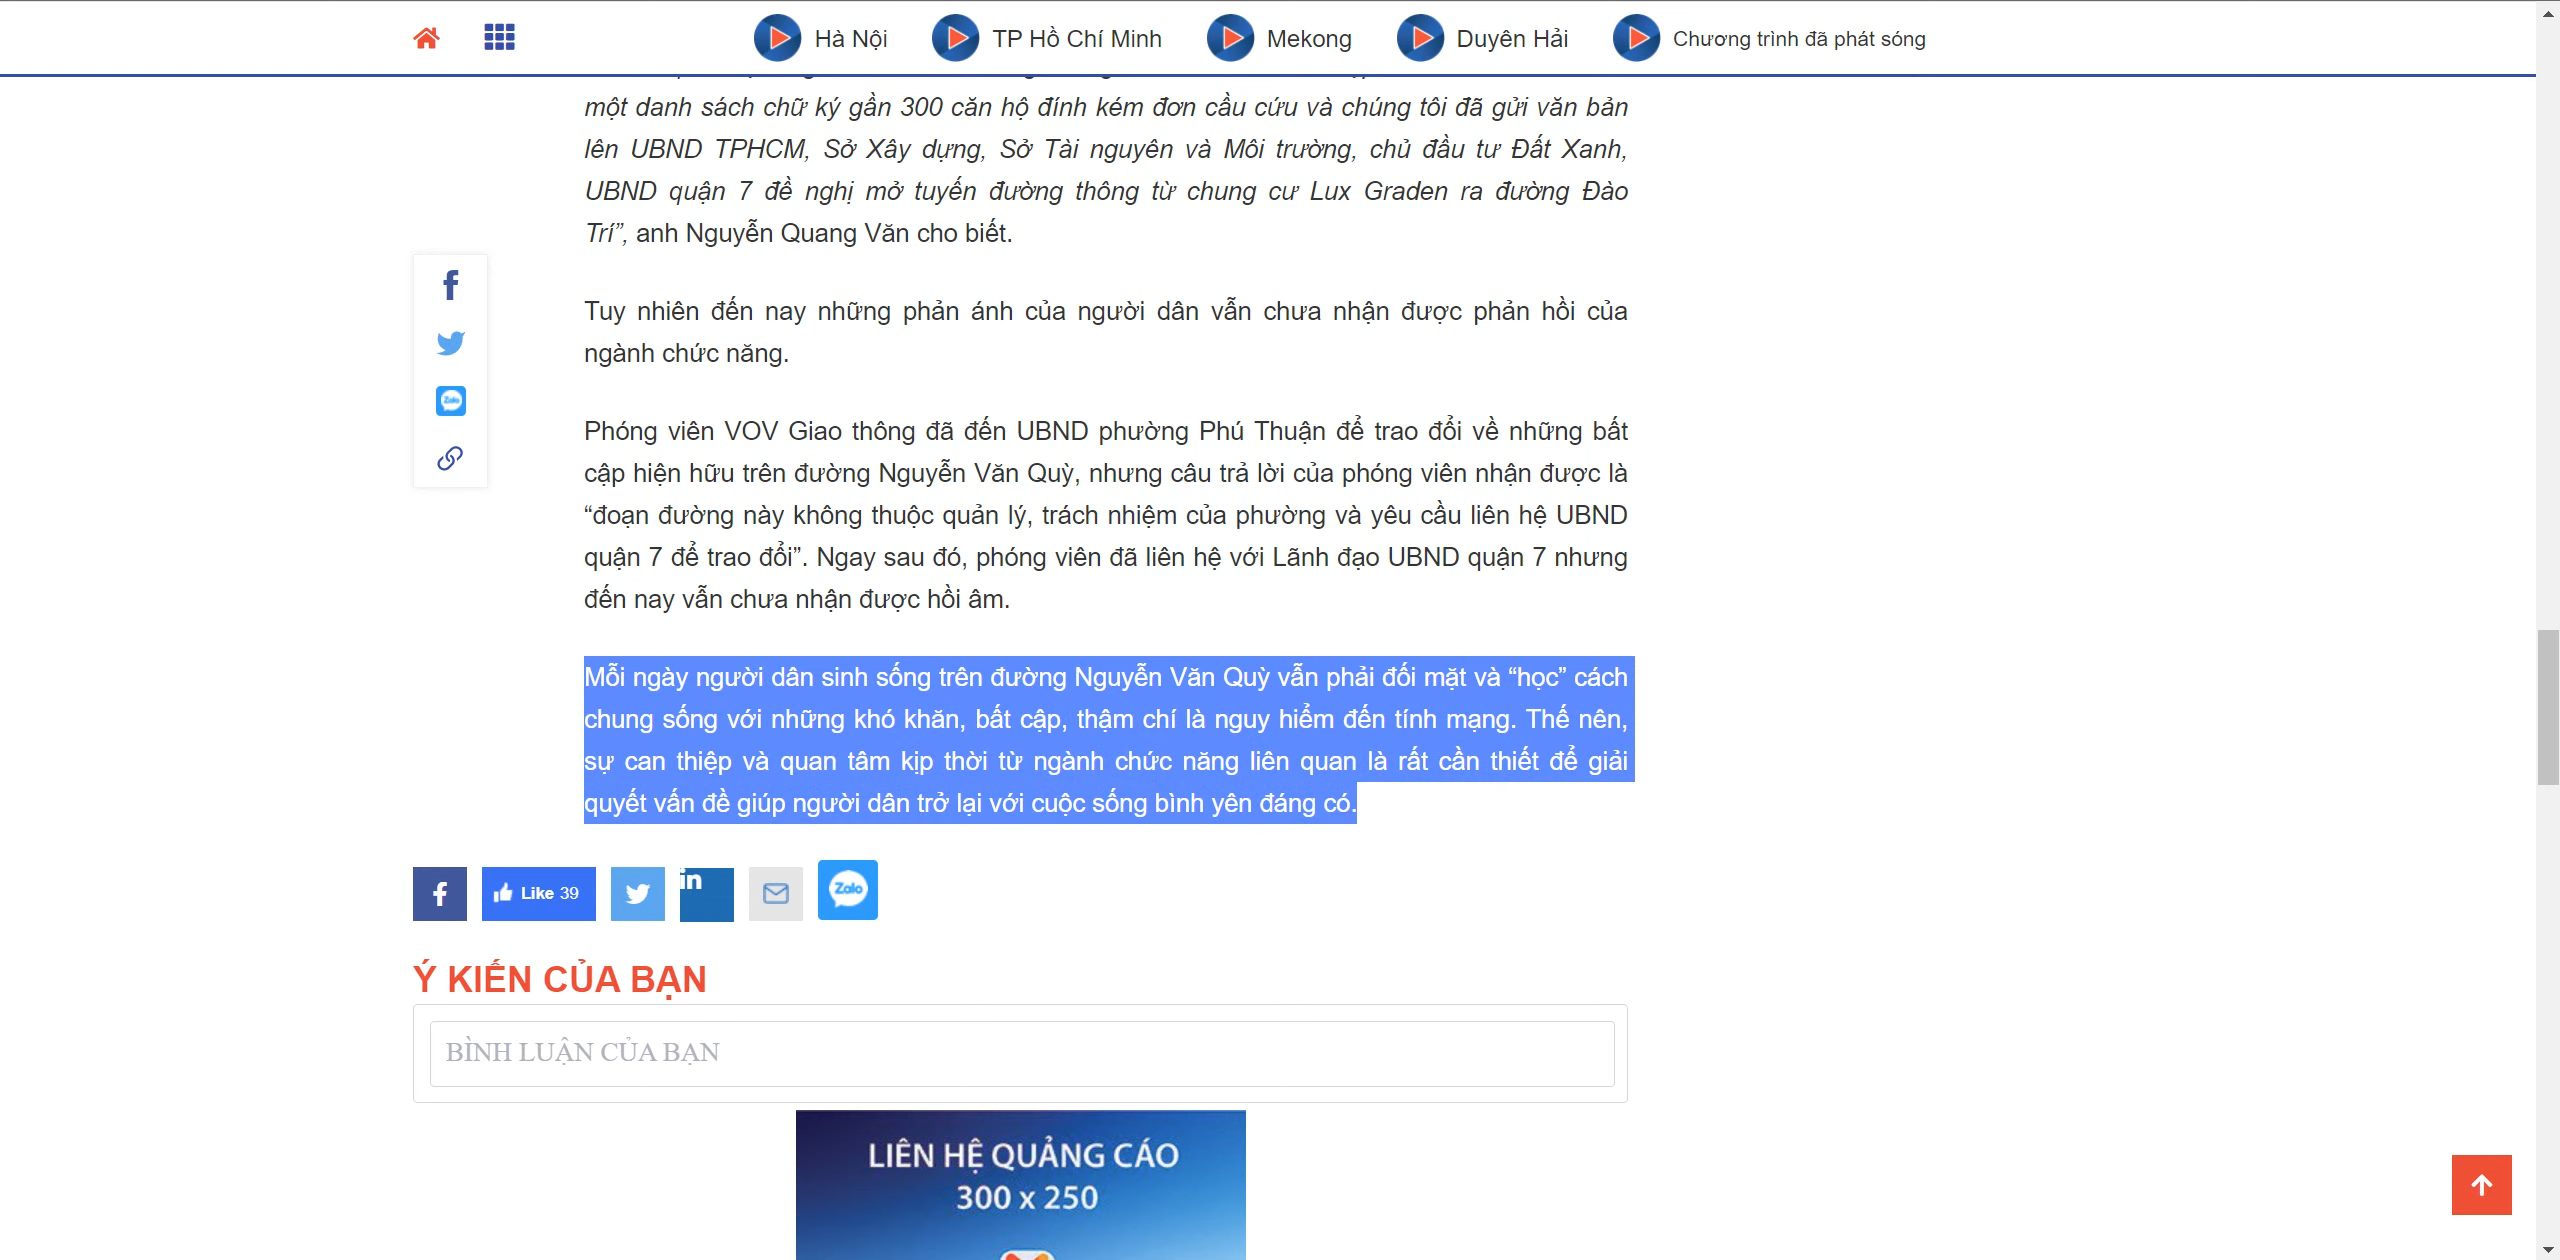 Hà Nội
TP Hồ Chí Minh
Mekong
Duyên Hải
Chương trình đã phát sóng
một danh sách chữ ký gần 300 căn hộ đính kém đơn cầu cứu và chúng tôi đã gửi văn bản
lên UBND TPHCM, Sở Xây dựng, Sở Tài nguyên và Môi trường, chủ đầu tư Đất Xanh,
UBND quận 7 đề nghị mở tuyến đường thông từ chung cư Lux Graden ra đường Đào
Trí”, anh Nguyễn Quang Văn cho biết.
Tuy nhiên đến nay những phản ánh của người dân vẫn chưa nhận được phản hồi của
ngành chức năng.
Phóng viên VOV Giao thông đã đến UBND phường Phú Thuận để trao đổi về những bất
cập hiện hữu trên đường Nguyễn Văn Quỳ, nhưng câu trả lời của phóng viên nhận được là
“đoạn đường này không thuộc quản lý, trách nhiệm của phường và yêu cầu liên hệ UBND
quận 7 để trao đổi”. Ngay sau đó, phóng viên đã liên hệ với Lãnh đạo UBND quận 7 nhưng
đến nay vẫn chưa nhận được hồi âm.
Mỗi ngày người dân sinh sống trên đường Nguyễn Văn Quỳ vẫn phải đối mặt và “học” cách
chung sống với những khó khăn, bất cập, thậm chí là nguy hiểm đến tính mạng. Thế nên,
sự can thiệp và quan tâm kịp thời từ ngành chức năng liên quan là rất cần thiết để giải
quyết vấn đề giúp người dân trở lại với cuộc sống bình yên đáng có.
Like 39
in
Zalo
Ý KIẾN CỦA BẠN
BÌNH LUẬN CỦA BẠN
LIÊN HỆ QUẢNG CÁO
300 x 250